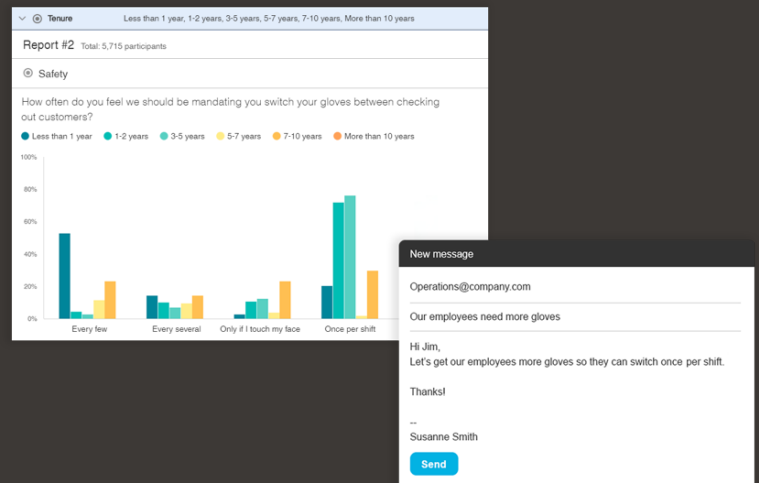 Tenure Less than 1 year, 1-2 years, 3-5 years, 5-7 years, 7-10 years, More than 10 years
Report #2 Total: 5,715 participants
Safety
How often do you feel we should be mandating you switch your gloves between checking
out customers?
Less than 1 year 1-2 years 3-5 years 5-7 years 7-10 years More than 10 years
100%
80%
60%
40%
20%
0%
Every few Every several Only if I touch my face Once per shift
New message
Operations@company.com
Our employees need more gloves
Hi Jim,
Let's get our employees more gloves so they can switch once per shift.
Thanks!
--
Susanne Smith
Send